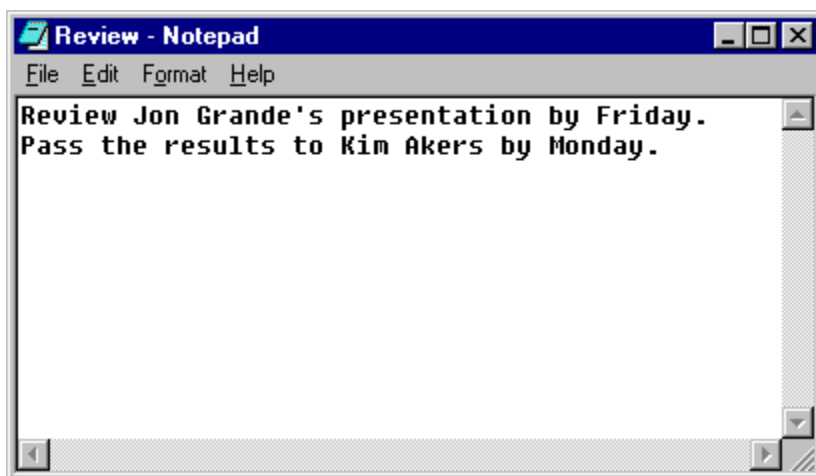 Review - Notepad
File Edit Format Help
Review Jon Grande's presentation by Friday.
Pass the results to Kim Akers by Monday.